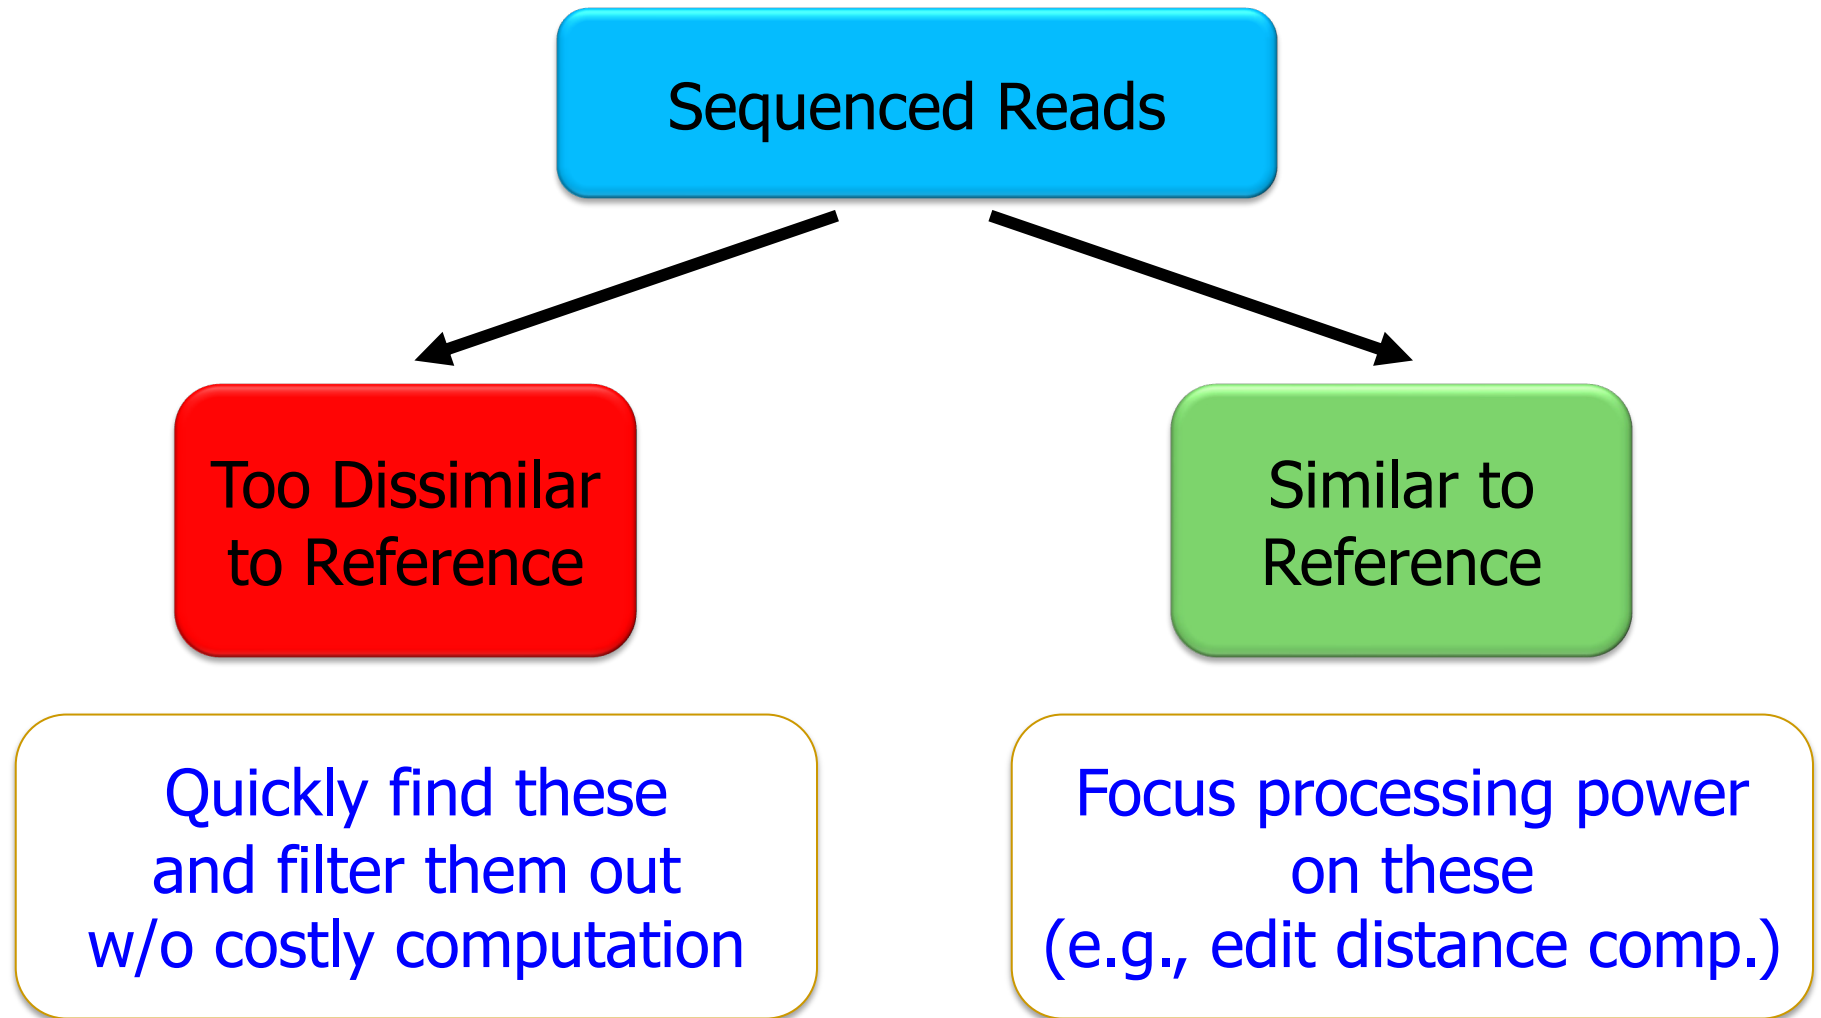 Sequenced Reads
Too Dissimilar
to Reference
Similar to
Reference
Quickly find these
and filter them out
w/o costly computation
Focus processing power
on these
(e.g., edit distance comp.)